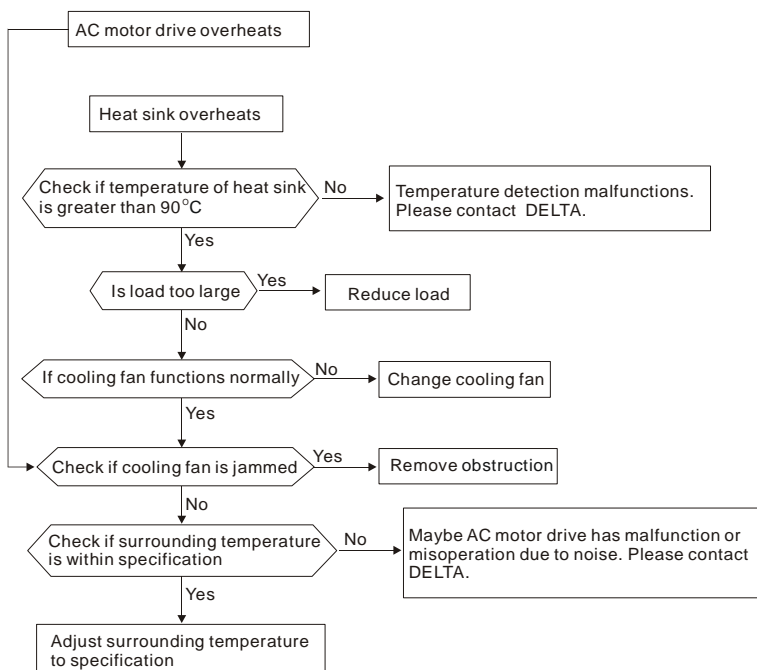 AC motor drive overheats
Heat sink overheats
Check if temperature of heat sink
is greater than 90°C
No
Temperature detection malfunctions.
Please contact DELTA.
Yes
Is load too large
Yes
Reduce load
No
If cooling fan functions normally
No
Change cooling fan
Yes
Check if cooling fan is jammed
Yes
Remove obstruction
No
Check if surrounding temperature
is within specification
No
Maybe AC motor drive has malfunction or
misoperation due to noise. Please contact
DELTA.
Yes
Adjust surrounding temperature
to specification